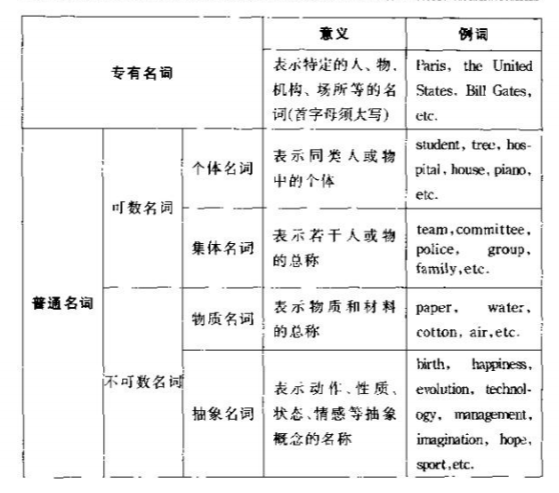 意义
例词
专有名词
表示特定的人、物、
机构、场所等的名
词(首字母须大写)
Paris, the United
States. Bill Gates,
etc.
普通名词
可数名词
个体名词
表示同类人或物
中的个体
student, tree, hos-
pital, house, piano,
etc.
集体名词
表示若干人或物
的总称
team,committee,
police, group,
family,etc.
不可数名词
物质名词
表示物质和材料
的总称
paper, water,
cotton, air,etc.
抽象名词
表示动作、性质、
状态、情感等抽象
概念的名称
birth, happiness,
evolution, technol-
ogy, management,
imagination, hope,
sport,etc.